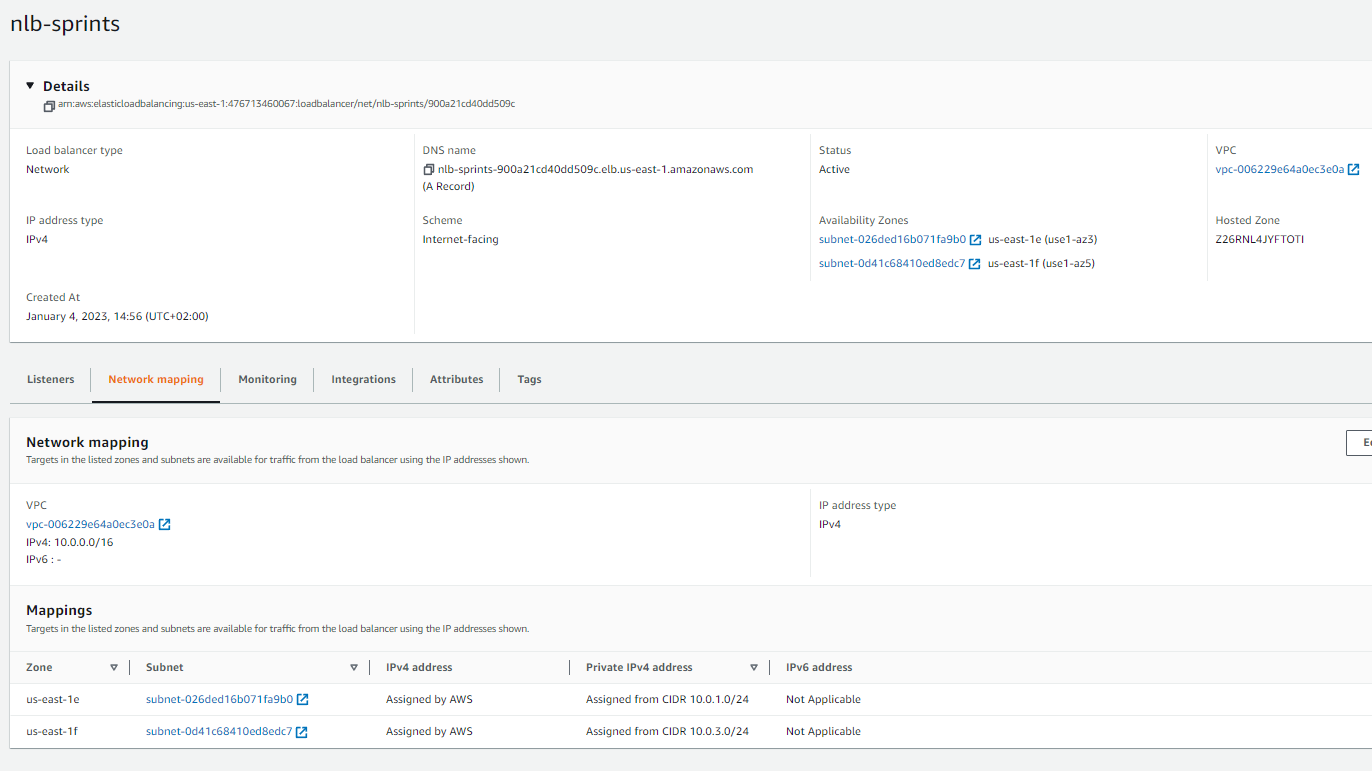 nlb-sprints
Details
arn:aws:elasticloadbalancing:us-east-1:476713460067:loadbalancer/net/nlb-sprints/900a21cd40dd509c
Load balancer type
Network
DNS name
nlb-sprints-900a21cd40dd509c.elb.us-east-1.amazonaws.com
(A Record)
Status
Active
VPC
vpc-006229e64a0ec3e0a
IP address type
IPv4
Scheme
Internet-facing
Availability Zones
subnet-026ded16b071fa9b0 us-east-1e (use1-az3)
subnet-0d41c68410ed8edc7 us-east-1f (use1-az5)
Hosted Zone
Z26RNL4JYFTOTI
Created At
January 4, 2023, 14:56 (UTC+02:00)
Listeners Network mapping Monitoring Integrations Attributes Tags
Network mapping
Targets in the listed zones and subnets are available for traffic from the load balancer using the IP addresses shown.
VPC
vpc-006229e64a0ec3e0a
IPv4: 10.0.0.0/16
IPv6 : -
IP address type
IPv4
Mappings
Targets in the listed zones and subnets are available for traffic from the load balancer using the IP addresses shown.
Zone Subnet IPv4 address Private IPv4 address IPv6 address
us-east-1e subnet-026ded16b071fa9b0 Assigned by AWS Assigned from CIDR 10.0.1.0/24 Not Applicable
us-east-1f subnet-0d41c68410ed8edc7 Assigned by AWS Assigned from CIDR 10.0.3.0/24 Not Applicable